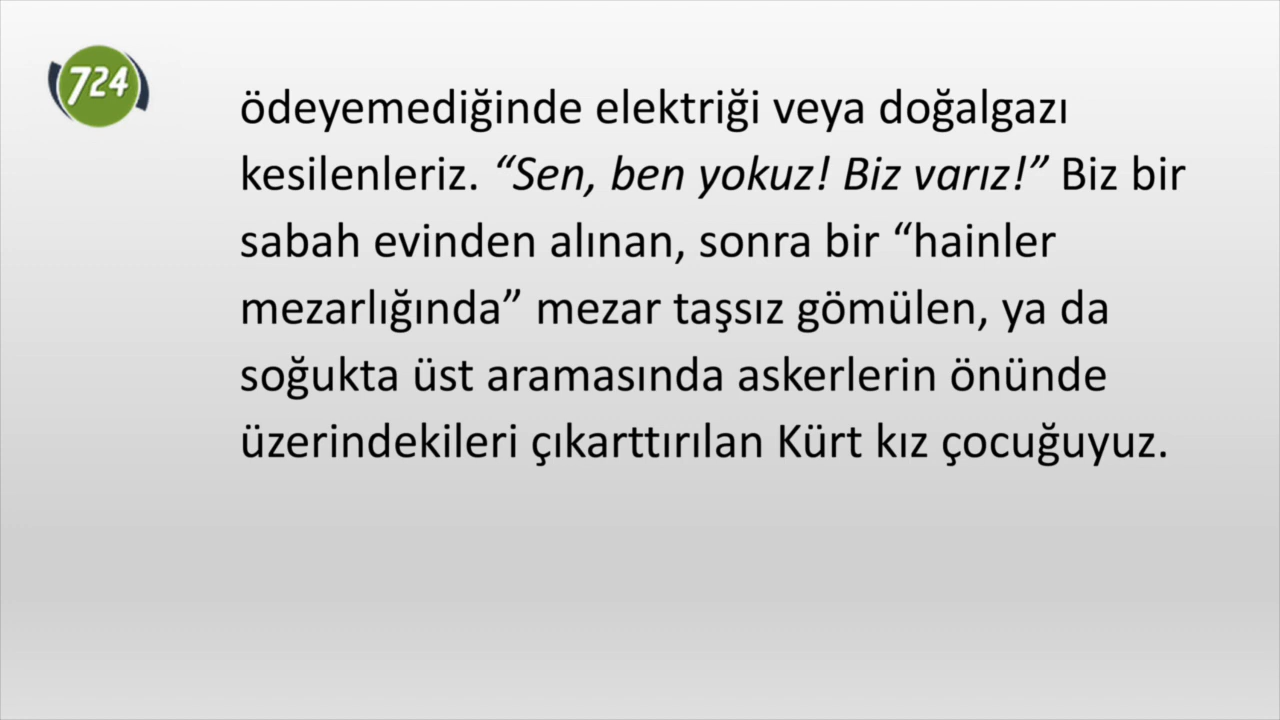 724
ödeyemediğinde elektriği veya doğalgazı
kesilenleriz. “Sen, ben yokuz! Biz varız!” Biz bir
sabah evinden alınan, sonra bir “hainler
mezarlığında” mezar taşsız gömülen, ya da
soğukta üst aramasında askerlerin önünde
üzerindekileri çıkarttırılan Kürt kız çocuğuyuz.